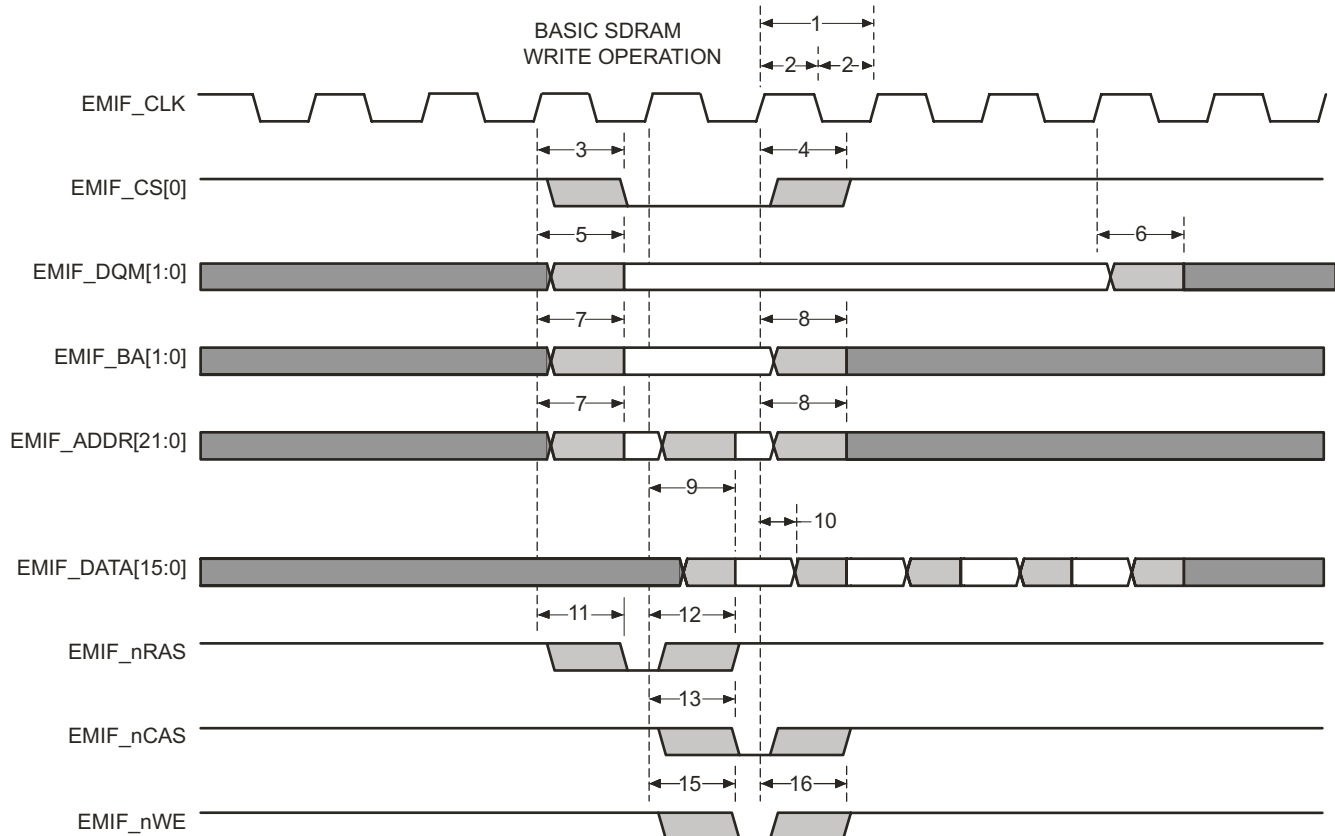 BASIC SDRAM
WRITE OPERATION
1
2 2
EMIF_CLK
3 4
EMIF_CS[0]
5 6
EMIF_DQM[1:0]
7 8
EMIF_BA[1:0]
7 8
EMIF_ADDR[21:0]
9
10
EMIF_DATA[15:0]
11 12
EMIF_nRAS
13
EMIF_nCAS
15 16
EMIF_nWE